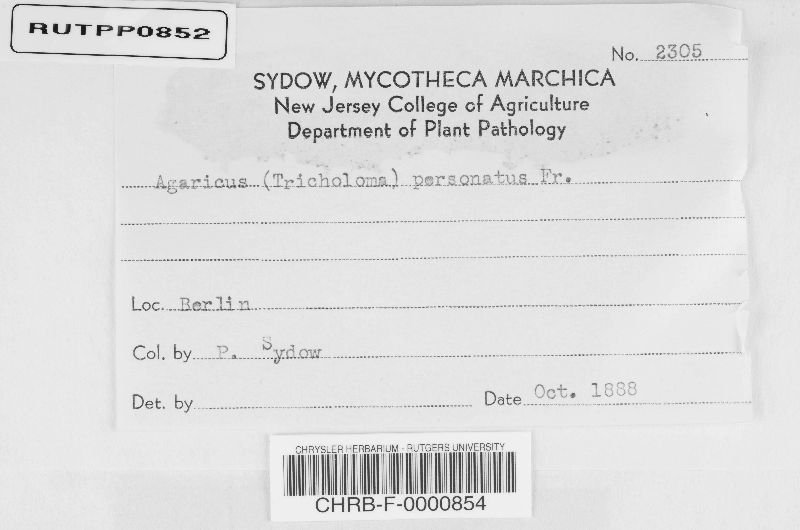 RUTPP0852
No. 2305
SYDOW, MYCOTHECA MARCHICA
New Jersey College of Agriculture
Department of Plant Pathology
Agaricus (Tricholoma) personatus Fr.
Loc. Berlin
Col. by P. Sydow
Det. by
Date Oct. 1888
CHRYSLER HERBARIUM - RUTGERS UNIVERSITY
CHRB-F-0000854